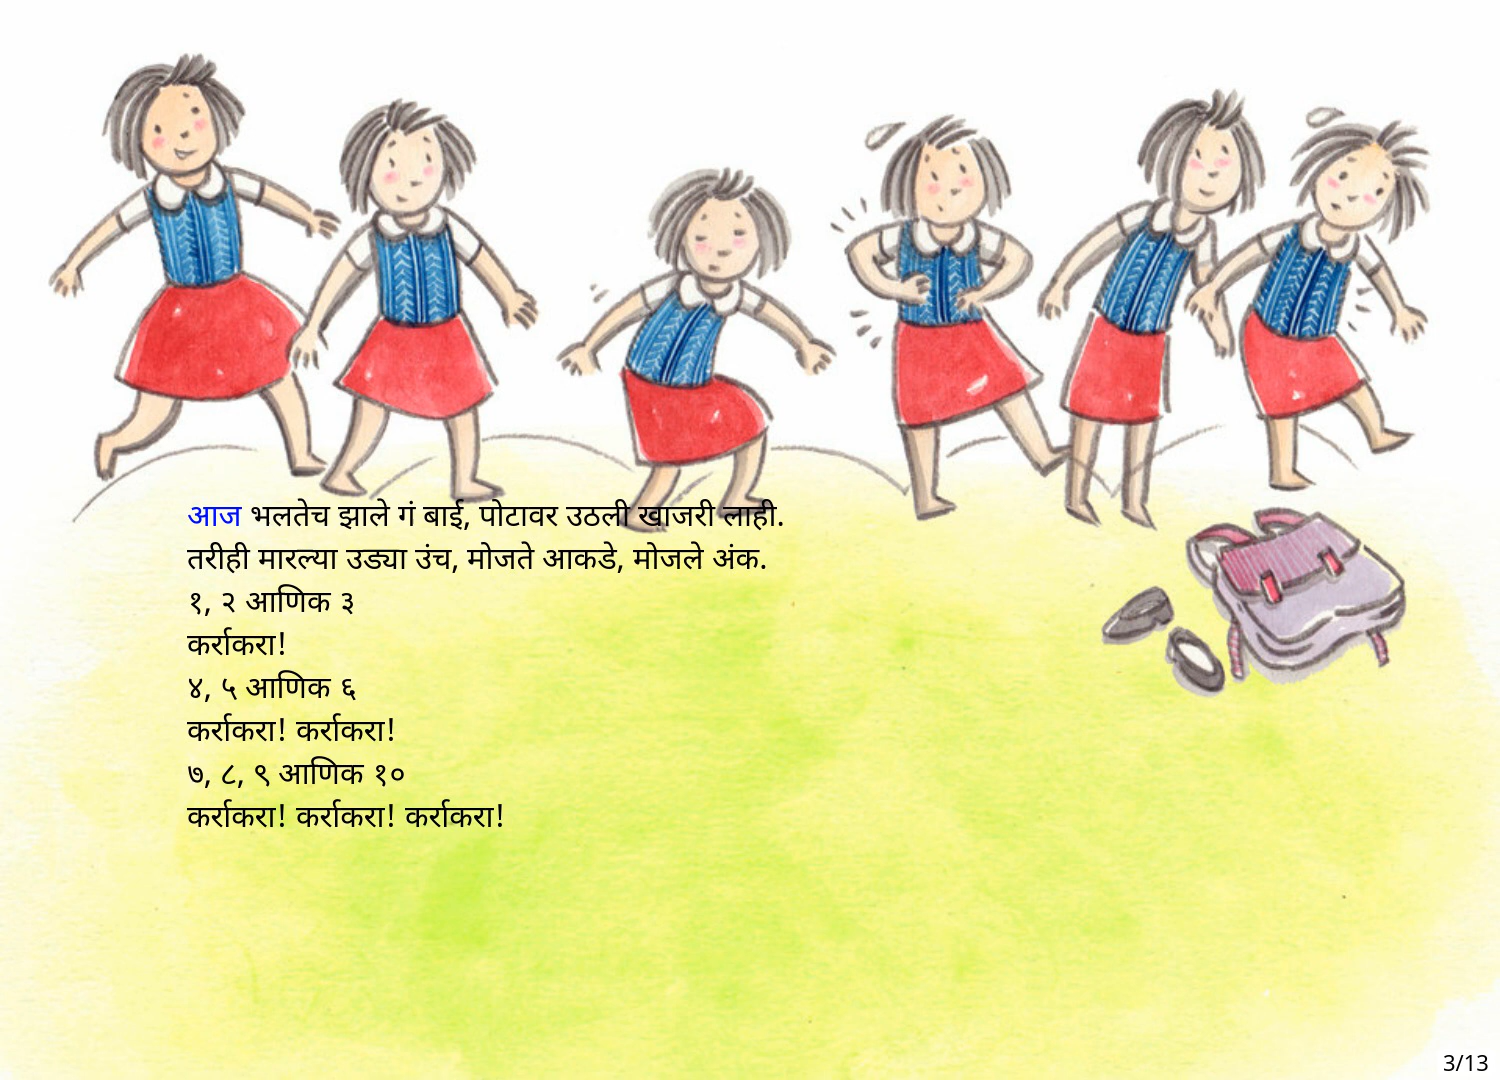 आज भलतेच झाले गं बाई, पोटावर उठली खाजरी लाही.
तरीही मारल्या उड्या उंच, मोजते आकडे, मोजले अंक.
१, २ आणिक ३
कर्राकरा!
४, ५ आणिक ६
कर्राकरा! कर्राकरा!
७, ८, ९ आणिक १०
कर्राकरा! कर्राकरा! कर्राकरा!
3/13